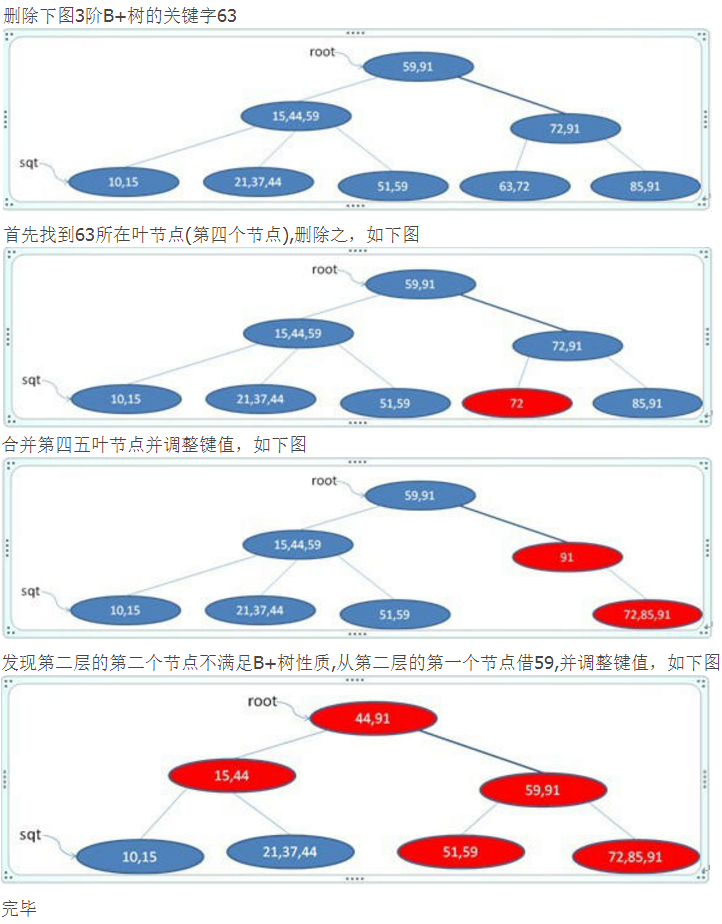 删除下图3阶B+树的关键字63
root
59,91
15,44,59
72,91
sqt
10,15
21,37,44
51,59
63,72
85,91
首先找到63所在叶节点(第四个节点),删除之，如下图
root
59,91
15,44,59
72,91
sqt
10,15
21,37,44
51,59
72
85,91
合并第四五叶节点并调整键值，如下图
root
59,91
15,44,59
91
sqt
10,15
21,37,44
51,59
72,85,91
发现第二层的第二个节点不满足B+树性质,从第二层的第一个节点借59,并调整键值，如下图
root
44,91
15,44
59,91
sqt
10,15
21,37,44
51,59
72,85,91
完毕